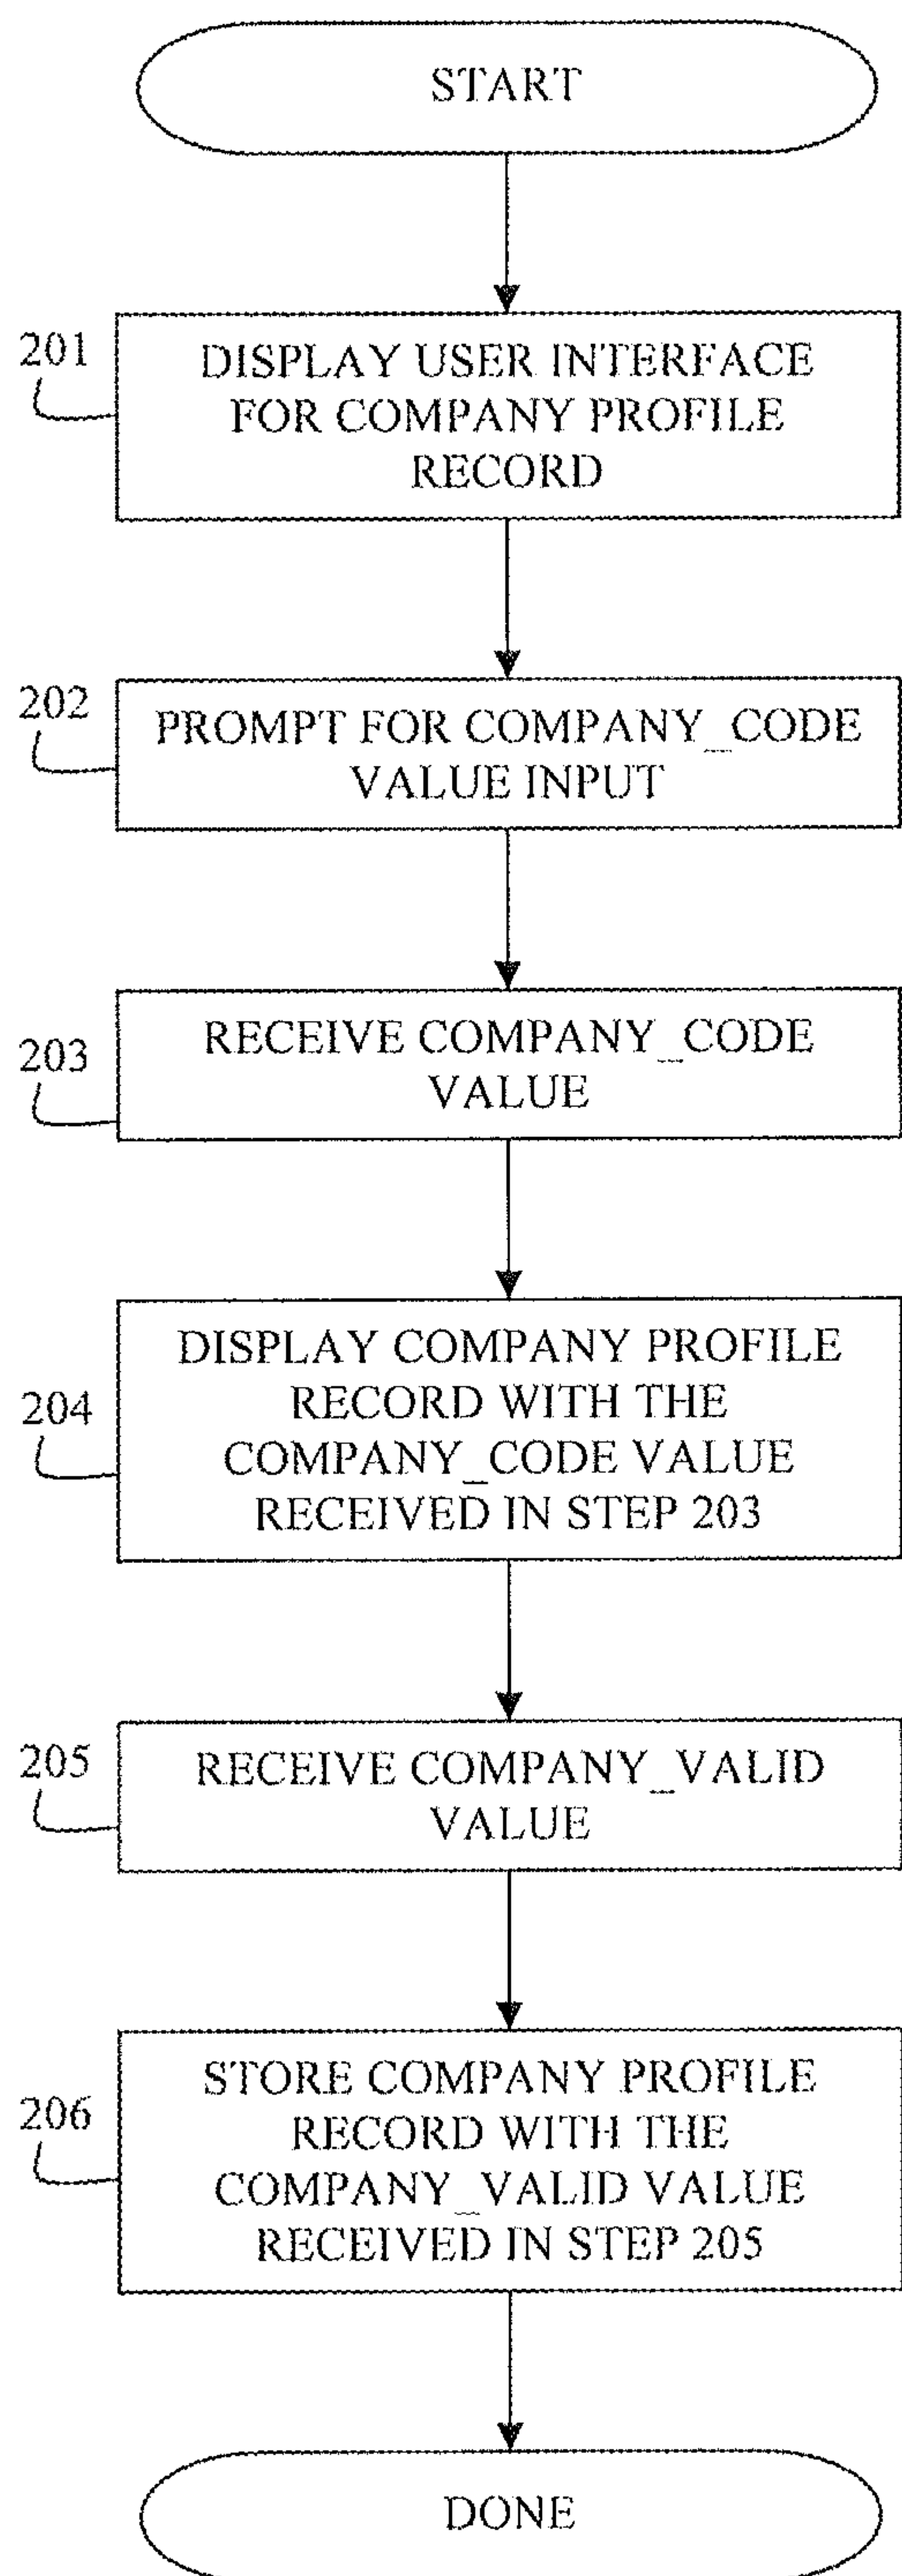 START
201
DISPLAY USER INTERFACE
FOR COMPANY PROFILE
RECORD
202
PROMPT FOR COMPANY_CODE
VALUE INPUT
203
RECEIVE COMPANY_CODE
VALUE
204
DISPLAY COMPANY PROFILE
RECORD WITH THE
COMPANY_CODE VALUE
RECEIVED IN STEP 203
205
RECEIVE COMPANY_VALID
VALUE
206
STORE COMPANY PROFILE
RECORD WITH THE
COMPANY_VALID VALUE
RECEIVED IN STEP 205
DONE